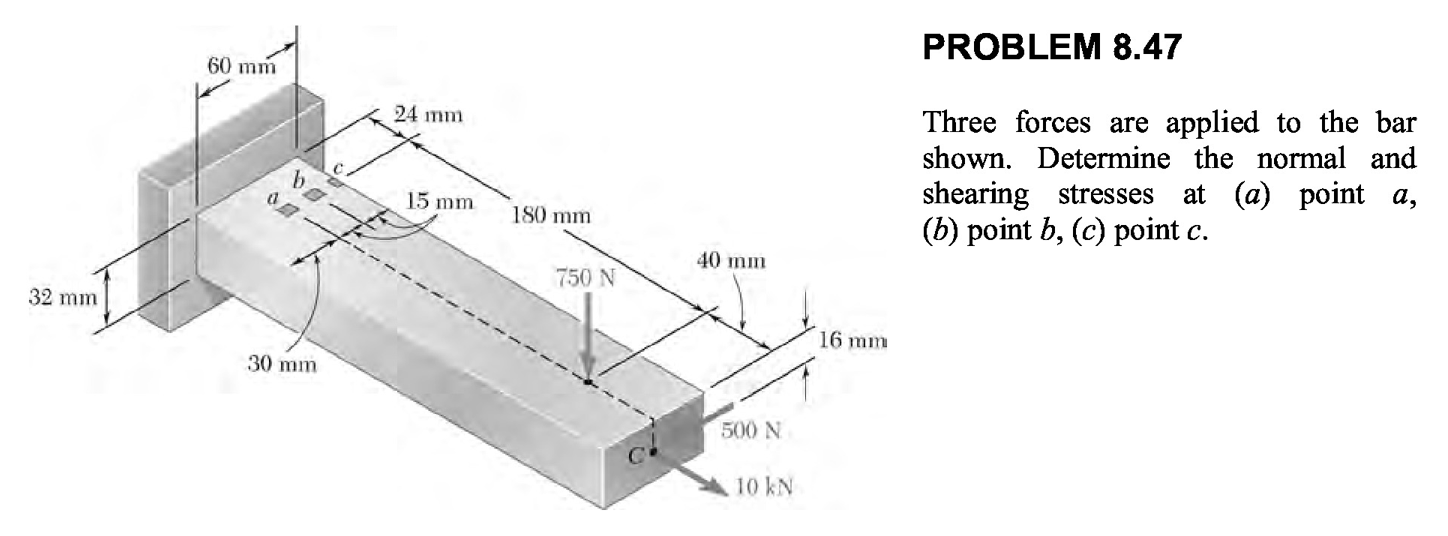 60 mm
24 mm
c
b
a
15 mm
180 mm
40 mm
750 N
32 mm
16 mm
30 mm
500 N
C
10 kN
PROBLEM 8.47
Three forces are applied to the bar
shown. Determine the normal and
shearing stresses at (a) point a,
(b) point b, (c) point c.